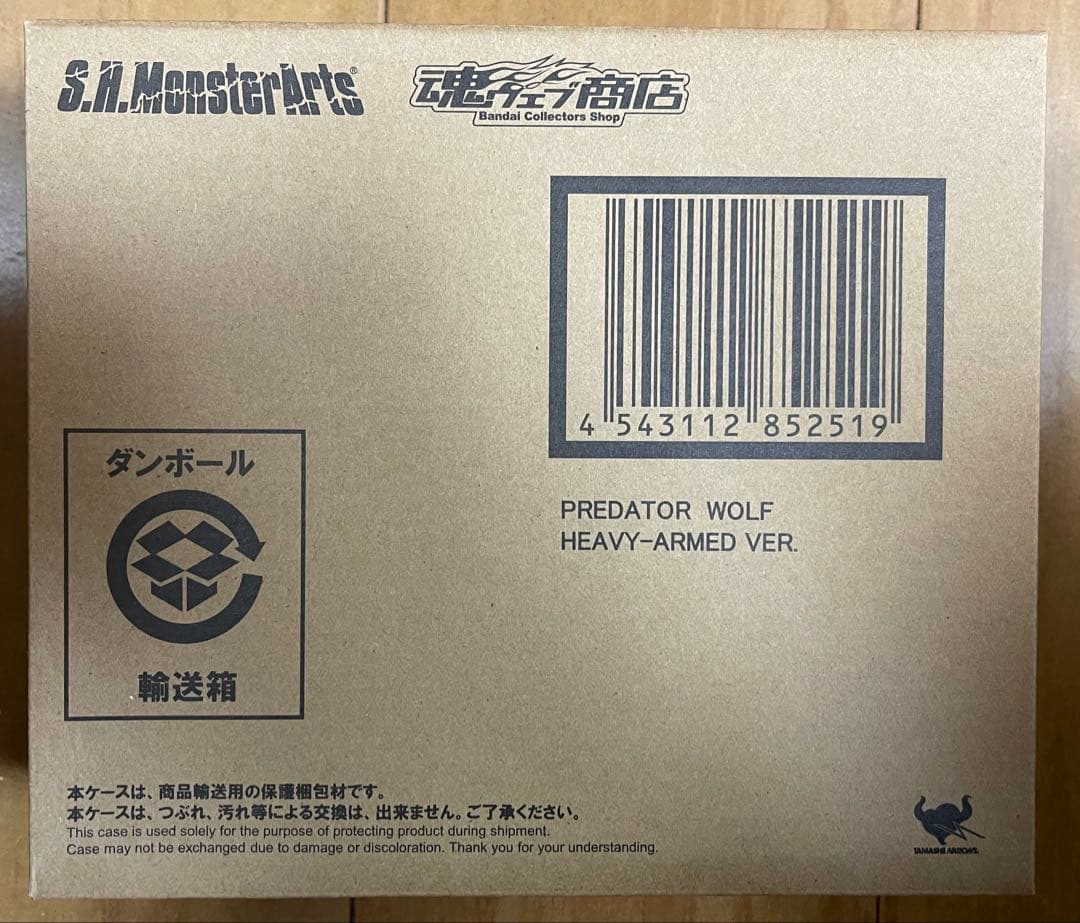 S.H.MonsterArts®
魂ウェブ商店
Bandai Collectors Shop
4 543112 852519
PREDATOR WOLF
HEAVY-ARMED VER.
ダンボール
輸送箱
本ケースは、商品輸送用の保護梱包材です。
本ケースは、つぶれ、汚れ等による交換は、出来ません。ご了承ください。
This case is used solely for the purpose of protecting product during shipment.
Case may not be exchanged due to damage or discoloration. Thank you for your understanding.
TAMASHII NATIONS